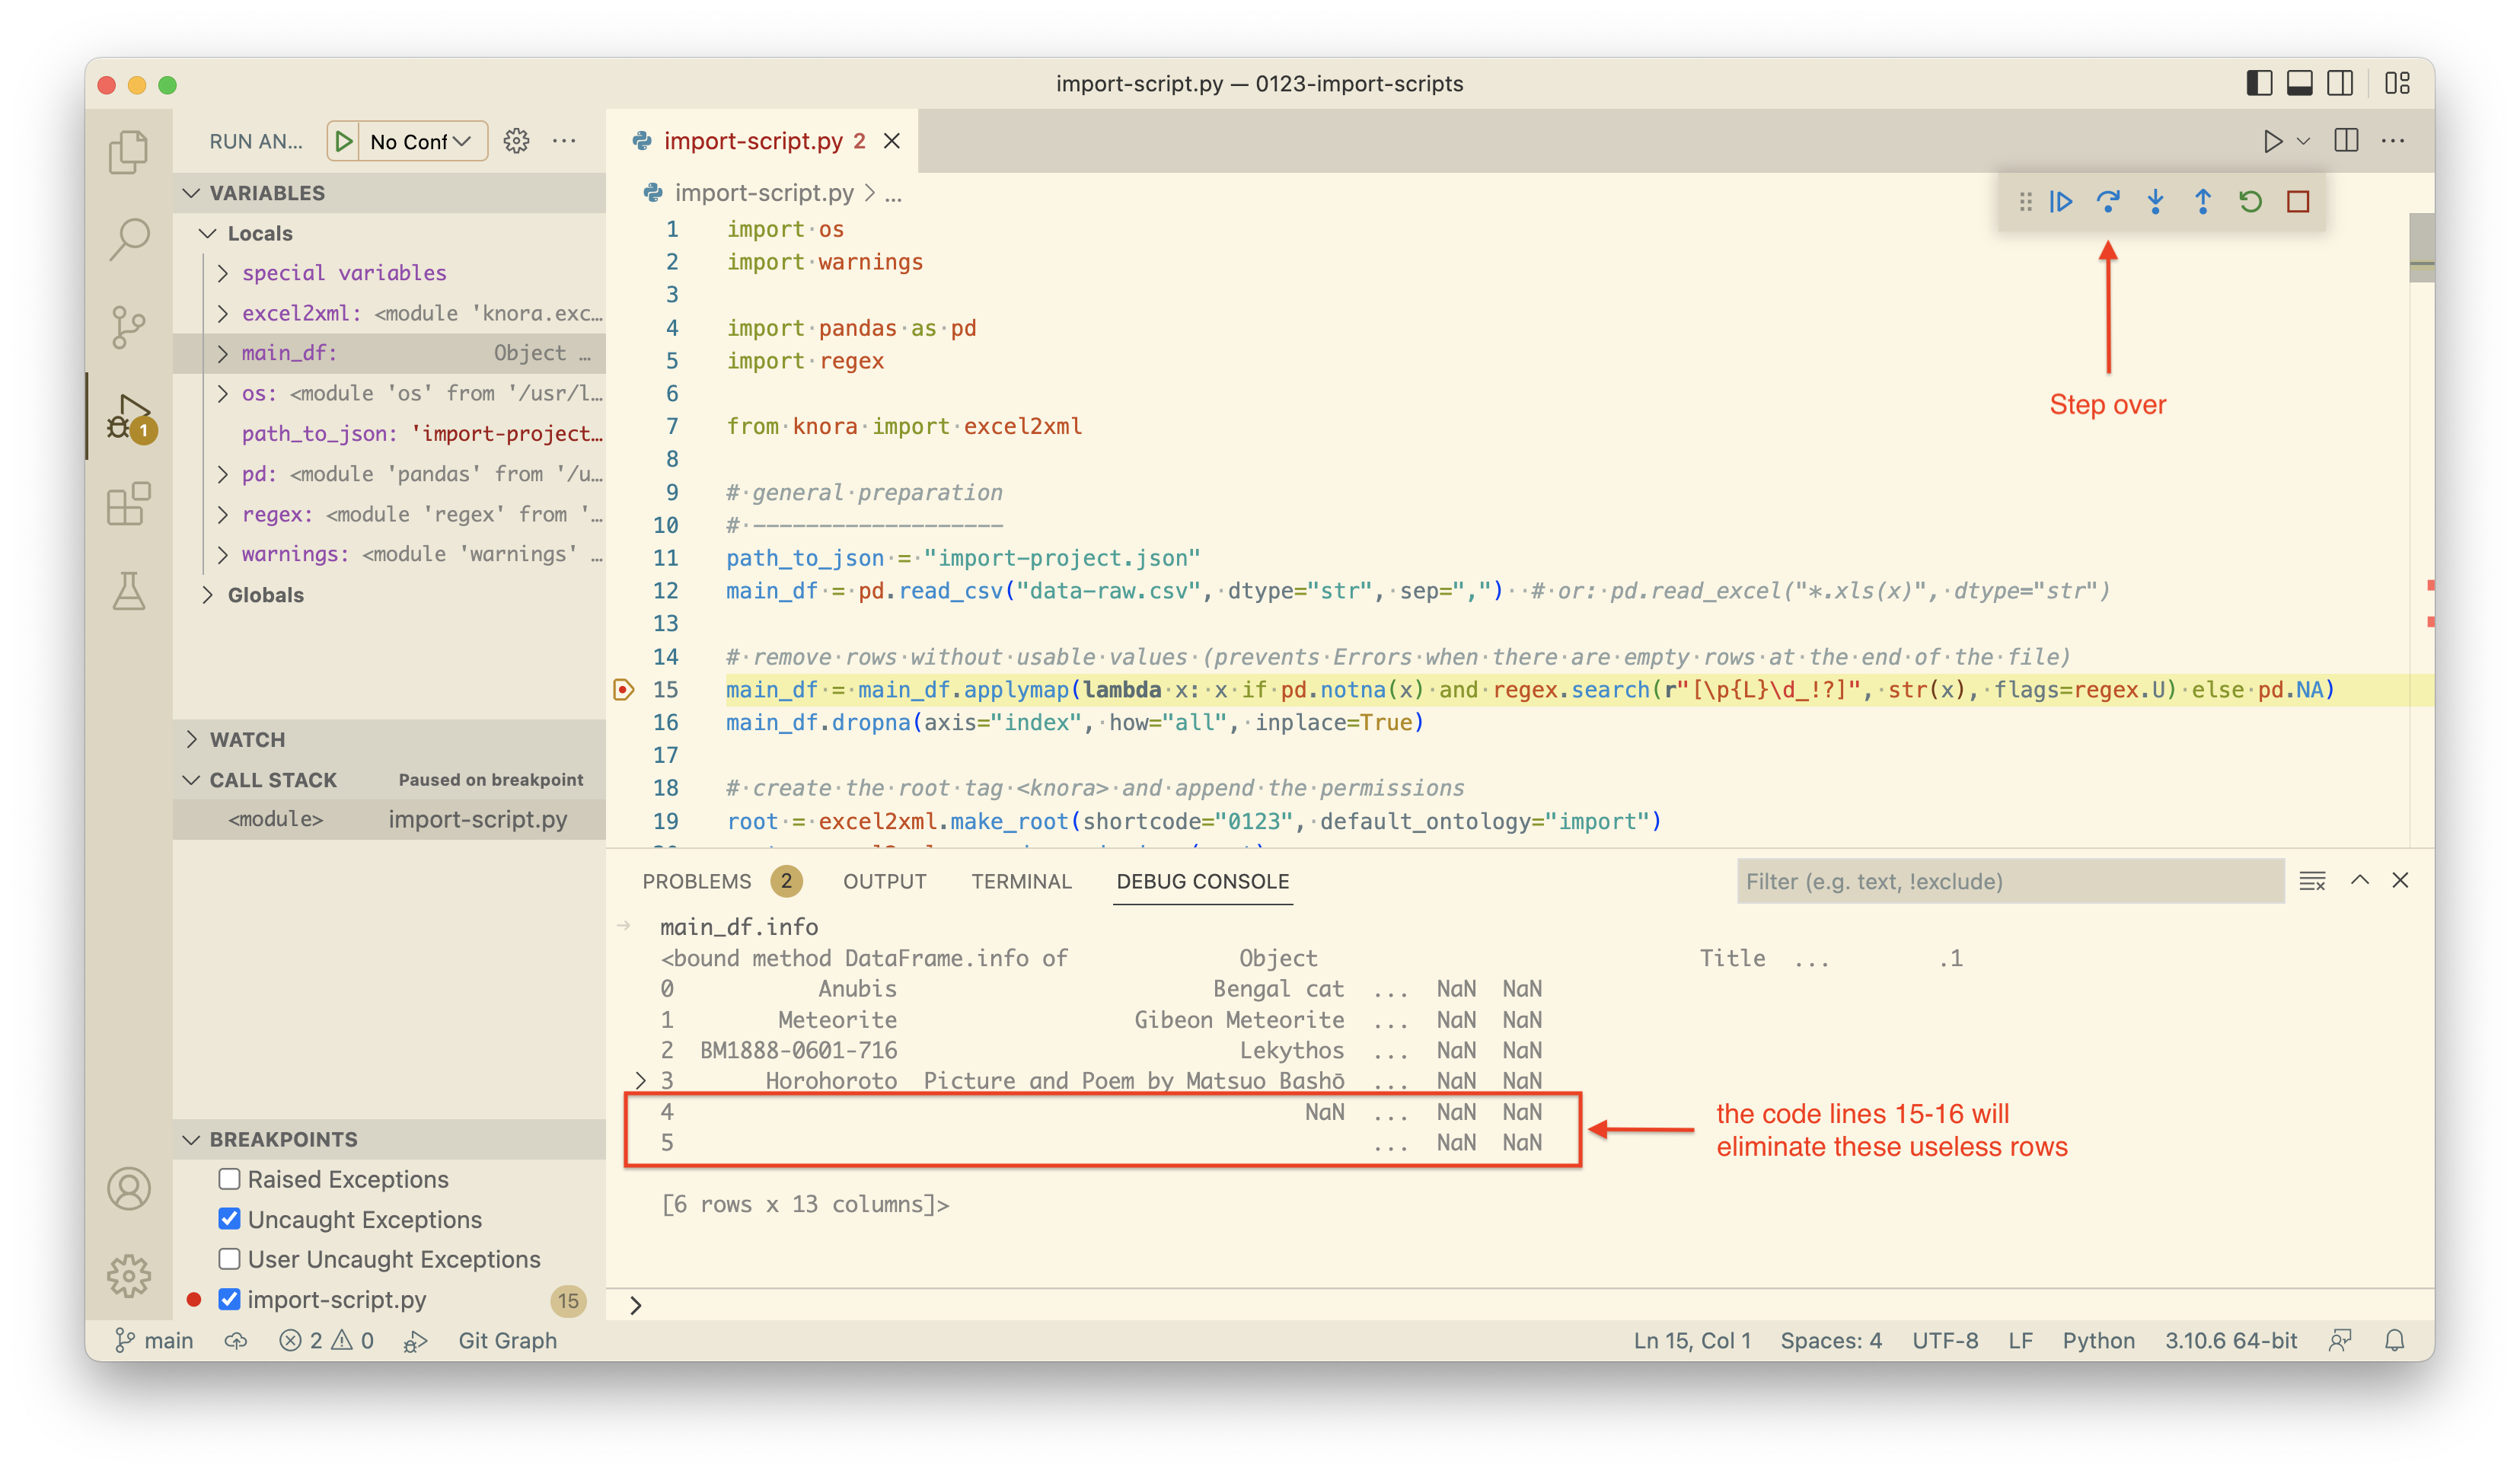 import-script.py — 0123-import-scripts
RUN AN... No Conf
import-script.py 2
VARIABLES
Locals
special variables
excel2xml: <module 'knora.exc...
main_df: Object ...
os: <module 'os' from '/usr/l...
path_to_json: 'import-project...
pd: <module 'pandas' from '/u...
regex: <module 'regex' from '...
warnings: <module 'warnings' ...
Globals
WATCH
CALL STACK Paused on breakpoint
<module> import-script.py
BREAKPOINTS
Raised Exceptions
Uncaught Exceptions
User Uncaught Exceptions
import-script.py 15
1
import-script.py > ...
1 import os
2 import warnings
3
4 import pandas as pd
5 import regex
6
7 from knora import excel2xml
8
9 # general preparation
10 # -------------------
11 path_to_json = "import-project.json"
12 main_df = pd.read_csv("data-raw.csv", dtype="str", sep=",")  # or: pd.read_excel("*.xls(x)", dtype="str")
13
14 # remove rows without usable values (prevents Errors when there are empty rows at the end of the file)
15 main_df = main_df.applymap(lambda x: x if pd.notna(x) and regex.search(r"[\p{L}\d_!?]", str(x), flags=regex.U) else pd.NA)
16 main_df.dropna(axis="index", how="all", inplace=True)
17
18 # create the root tag <knora> and append the permissions
19 root = excel2xml.make_root(shortcode="0123", default_ontology="import")
Step over
PROBLEMS 2 OUTPUT TERMINAL DEBUG CONSOLE
Filter (e.g. text, !exclude)
main_df.info
<bound method DataFrame.info of Object Title ... .1
0 Anubis Bengal cat ... NaN NaN
1 Meteorite Gibeon Meteorite ... NaN NaN
2 BM1888-0601-716 Lekythos ... NaN NaN
3 Horohoroto Picture and Poem by Matsuo Bashō ... NaN NaN
4 NaN ... NaN NaN
5 ... NaN NaN
[6 rows x 13 columns]>
the code lines 15-16 will
eliminate these useless rows
main 2 0 Git Graph
Ln 15, Col 1 Spaces: 4 UTF-8 LF Python 3.10.6 64-bit